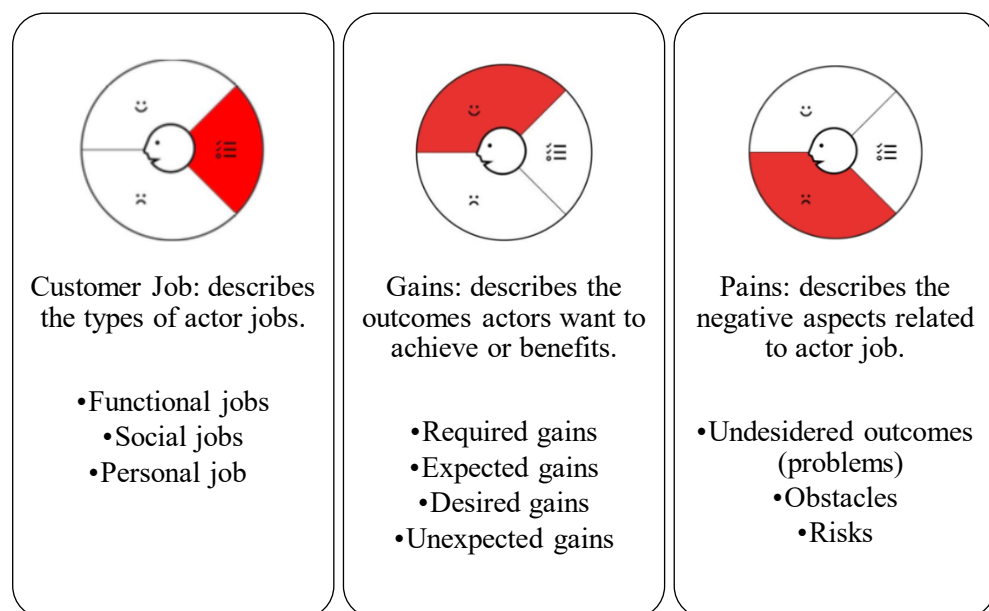 Customer Job: describes
the types of actor jobs.
•Functional jobs
•Social jobs
•Personal job
Gains: describes the
outcomes actors want to
achieve or benefits.
•Required gains
•Expected gains
•Desired gains
•Unexpected gains
Pains: describes the
negative aspects related
to actor job.
•Undesidered outcomes
(problems)
•Obstacles
•Risks